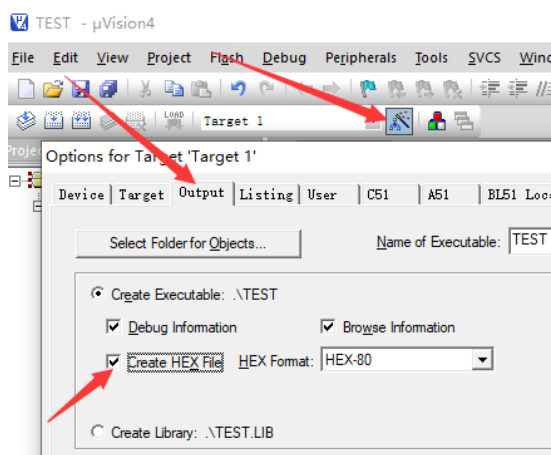 TEST - µVision4
File Edit View Project Flash Debug Peripherals Tools SVCS
LOAD Target 1
Options for Target 'Target 1'
Device Target Output Listing User C51 A51 BL51
Select Folder for Objects... Name of Executable: TEST
Create Executable: .\TEST
Debug Information Browse Information
Create HEX File HEX Format: HEX-80
Create Library: .\TEST.LIB